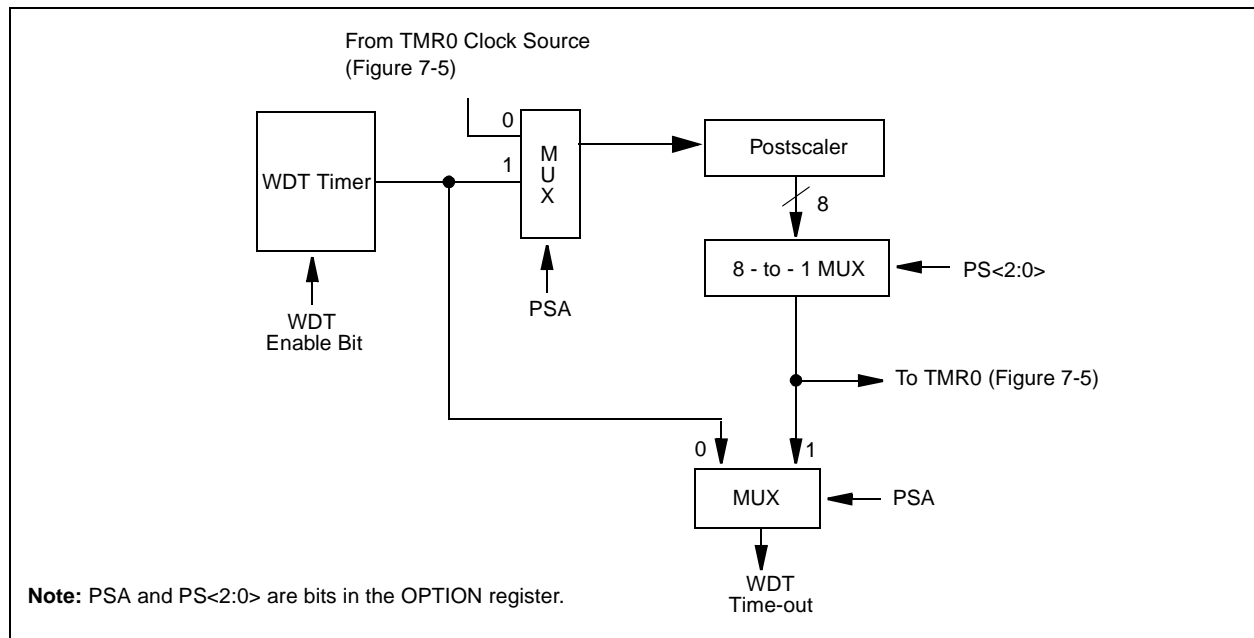 From TMR0 Clock Source
(Figure 7-5)
0
1
M
U
X
WDT Timer
Postscaler
8
8 - to - 1 MUX
PS<2:0>
PSA
WDT
Enable Bit
To TMR0 (Figure 7-5)
0
1
MUX
PSA
WDT
Time-out
Note: PSA and PS<2:0> are bits in the OPTION register.